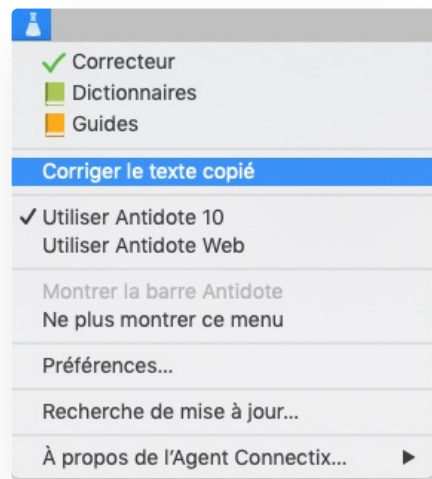 Correcteur
Dictionnaires
Guides
Corriger le texte copié
Utiliser Antidote 10
Utiliser Antidote Web
Montrer la barre Antidote
Ne plus montrer ce menu
Préférences...
Recherche de mise à jour...
À propos de l’Agent Connectix...